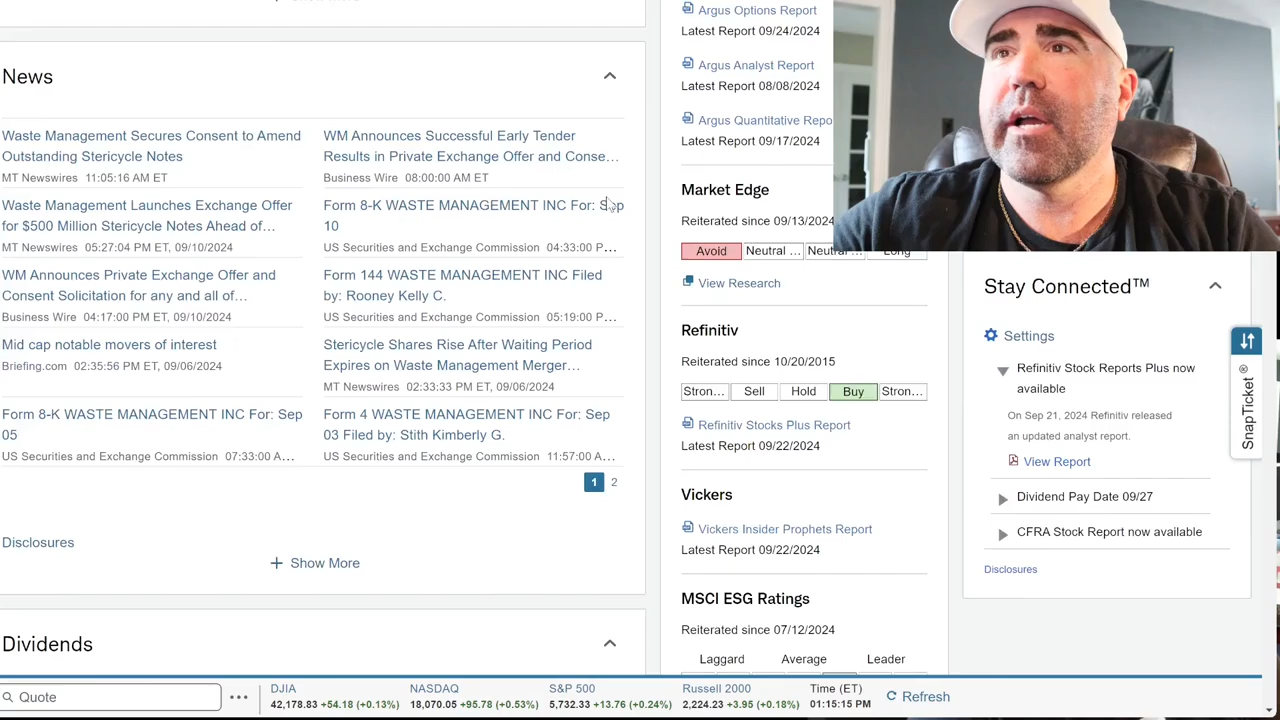 News
Waste Management Secures Consent to Amend
Outstanding Stericycle Notes
MT Newswires 11:05:16 AM ET
WM Announces Successful Early Tender
Results in Private Exchange Offer and Conse...
Business Wire 08:00:00 AM ET
Waste Management Launches Exchange Offer
for $500 Million Stericycle Notes Ahead of...
MT Newswires 05:27:04 PM ET, 09/10/2024
Form 8-K WASTE MANAGEMENT INC For: Sep
10
US Securities and Exchange Commission 04:33:00 P...
WM Announces Private Exchange Offer and
Consent Solicitation for any and all of...
Business Wire 04:17:00 PM ET, 09/10/2024
Form 144 WASTE MANAGEMENT INC Filed
by: Rooney Kelly C.
US Securities and Exchange Commission 05:19:00 P...
Mid cap notable movers of interest
Briefing.com 02:35:56 PM ET, 09/06/2024
Stericycle Shares Rise After Waiting Period
Expires on Waste Management Merger...
MT Newswires 02:33:33 PM ET, 09/06/2024
Form 8-K WASTE MANAGEMENT INC For: Sep
05
US Securities and Exchange Commission 07:33:00 A...
Form 4 WASTE MANAGEMENT INC For: Sep
03 Filed by: Stith Kimberly G.
US Securities and Exchange Commission 11:57:00 A...
1 2
Disclosures
+ Show More
Dividends
Argus Options Report
Latest Report 09/24/2024
Argus Analyst Report
Latest Report 08/08/2024
Argus Quantitative Repo
Latest Report 09/17/2024
Market Edge
Reiterated since 09/13/2024
Avoid Neutral ... Neutral ... Long
View Research
Refinitiv
Reiterated since 10/20/2015
Stron... Sell Hold Buy Stron...
Refinitiv Stocks Plus Report
Latest Report 09/22/2024
Vickers
Vickers Insider Prophets Report
Latest Report 09/22/2024
MSCI ESG Ratings
Reiterated since 07/12/2024
Laggard Average Leader
Stay Connected™
Settings
Refinitiv Stock Reports Plus now
available
On Sep 21, 2024 Refinitiv released
an updated analyst report.
View Report
Dividend Pay Date 09/27
CFRA Stock Report now available
Disclosures
SnapTicket ®
Quote
DJIA
42,178.83 +54.18 (+0.13%)
NASDAQ
18,070.05 +95.78 (+0.53%)
S&P 500
5,732.33 +13.76 (+0.24%)
Russell 2000
2,224.23 +3.95 (+0.18%)
Time (ET)
01:15:15 PM
Refresh